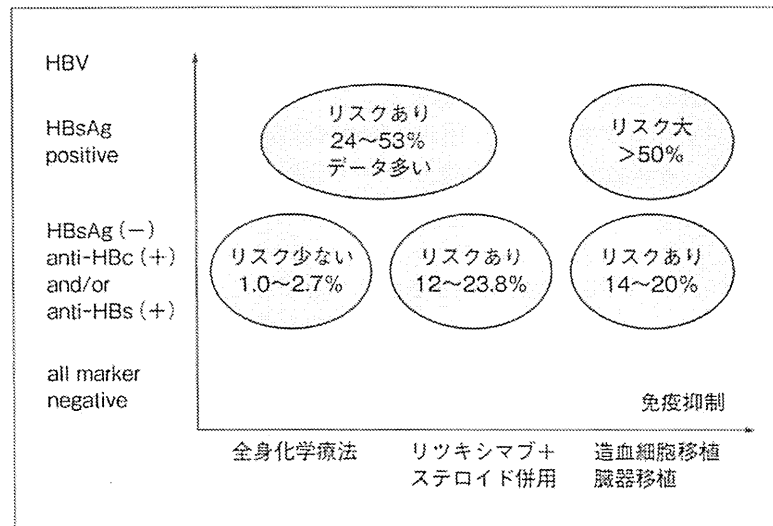 HBV
HBsAg
positive
リスクあり
24〜53%
データ多い
リスク大
>50%
HBsAg(−)
anti-HBc(+)
and/or
anti-HBs(+)
リスク少ない
1.0〜2.7%
リスクあり
12〜23.8%
リスクあり
14〜20%
all marker
negative
免疫抑制
全身化学療法
リツキシマブ+
ステロイド併用
造血細胞移植
臓器移植